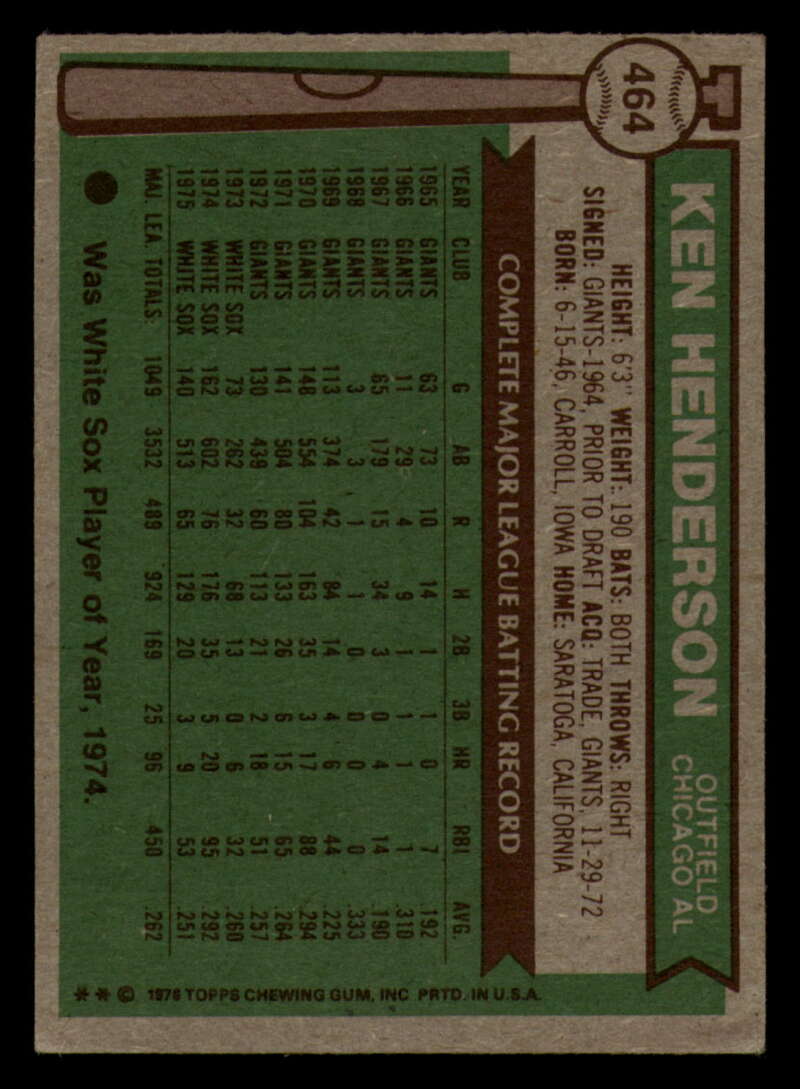 464
KEN HENDERSON
OUTFIELD
CHICAGO AL
HEIGHT: 6'3" WEIGHT: 190 BATS: BOTH THROWS: RIGHT
SIGNED: GIANTS-1964, PRIOR TO DRAFT ACQ: TRADE, GIANTS, 11-29-72
BORN: 6-15-46, CARROLL, IOWA HOME: SARATOGA, CALIFORNIA
COMPLETE MAJOR LEAGUE BATTING RECORD
YEAR CLUB G AB R H 2B 3B HR RBI AVG.
1965 GIANTS 63 73 10 14 1 1 0 7 .192
1966 GIANTS 11 29 4 9 1 1 1 1 .310
1967 GIANTS 65 179 15 34 3 0 4 14 .190
1968 GIANTS 3 3 1 1 0 0 0 0 .333
1969 GIANTS 113 374 42 84 14 4 6 44 .225
1970 GIANTS 148 554 104 163 35 3 17 88 .294
1971 GIANTS 141 504 80 133 26 6 15 65 .264
1972 GIANTS 130 439 60 113 21 2 18 51 .257
1973 WHITE SOX 73 262 32 68 13 0 6 32 .260
1974 WHITE SOX 162 602 76 176 35 5 20 95 .292
1975 WHITE SOX 140 513 65 129 20 3 9 53 .251
MAJ. LEA. TOTALS: 1049 3532 489 924 169 25 96 450 .262
Was White Sox Player of Year, 1974.
* * © 1976 TOPPS CHEWING GUM, INC PRTD. IN U.S.A.